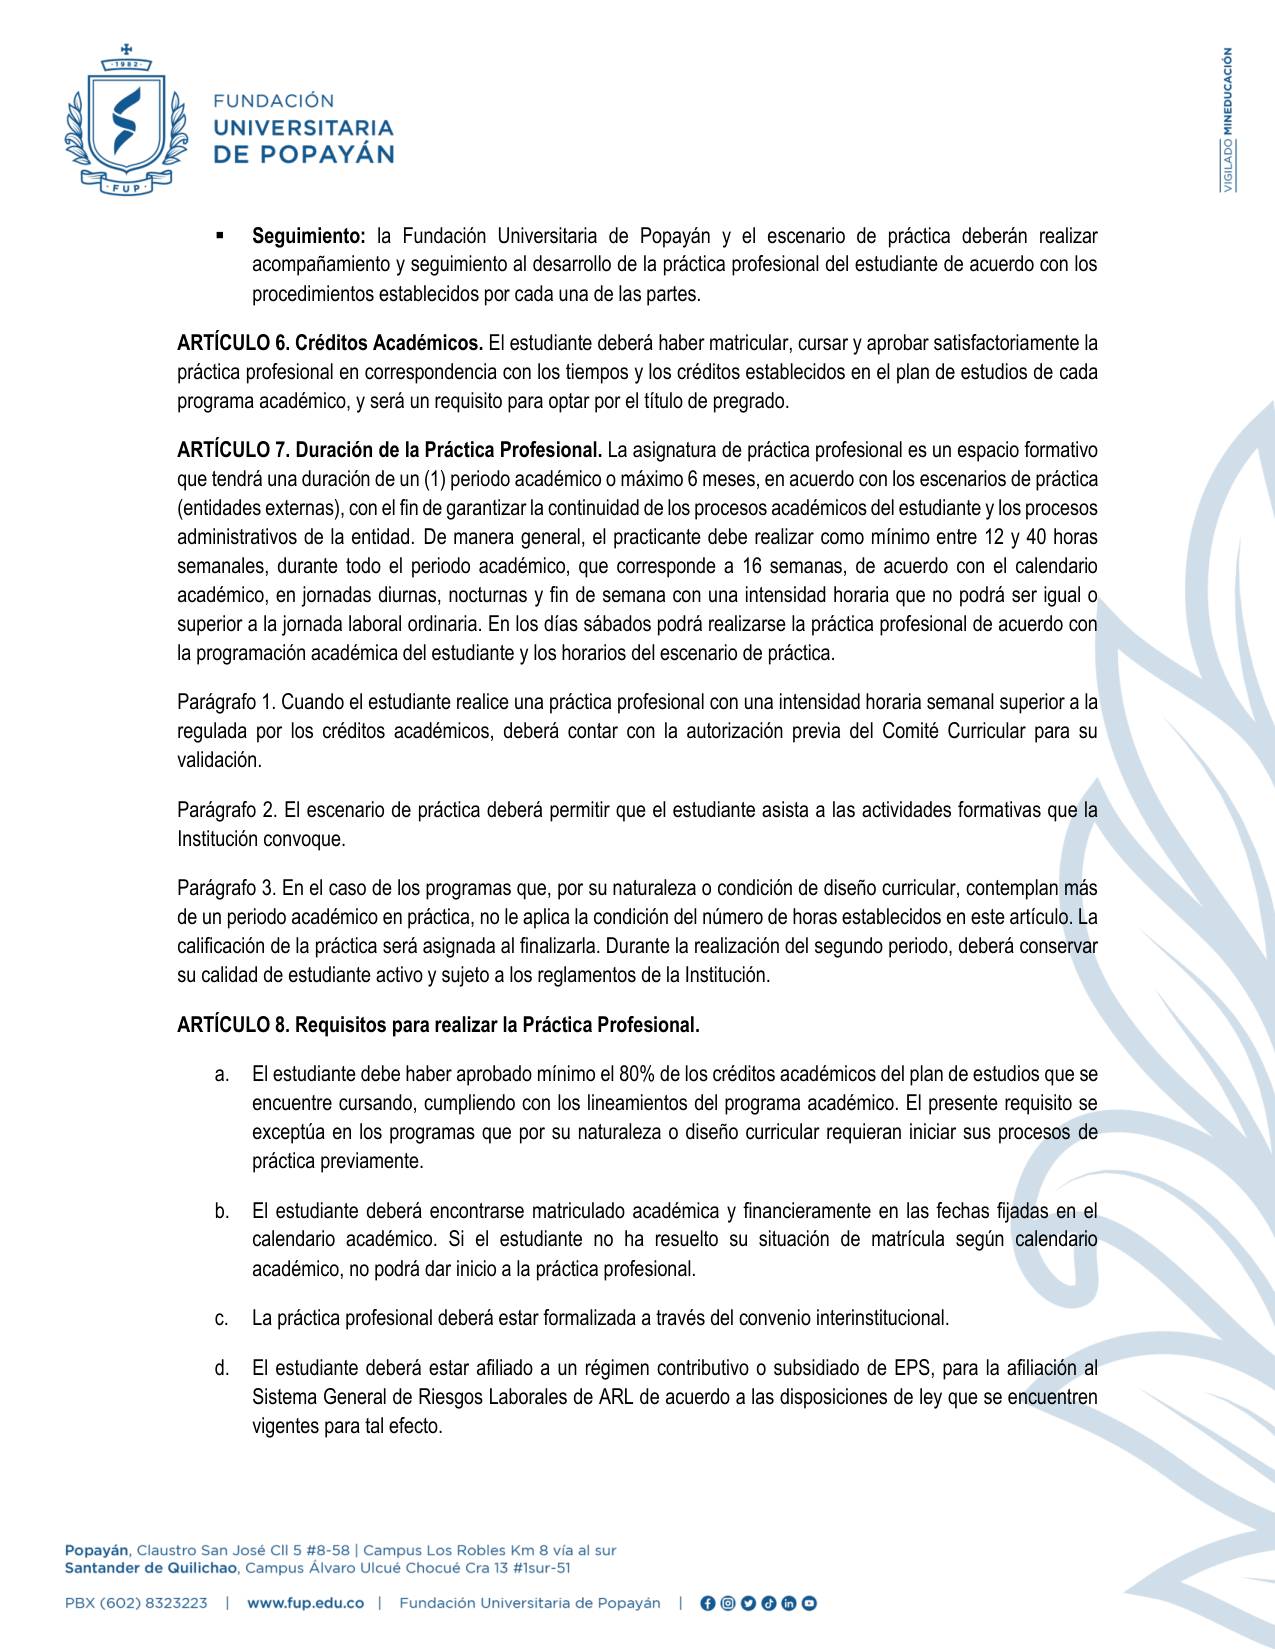 1982
FUP
FUNDACIÓN
UNIVERSITARIA
DE POPAYÁN
VIGILADO MINEDUCACIÓN
▪ Seguimiento: la Fundación Universitaria de Popayán y el escenario de práctica deberán realizar
acompañamiento y seguimiento al desarrollo de la práctica profesional del estudiante de acuerdo con los
procedimientos establecidos por cada una de las partes.
ARTÍCULO 6. Créditos Académicos. El estudiante deberá haber matricular, cursar y aprobar satisfactoriamente la
práctica profesional en correspondencia con los tiempos y los créditos establecidos en el plan de estudios de cada
programa académico, y será un requisito para optar por el título de pregrado.
ARTÍCULO 7. Duración de la Práctica Profesional. La asignatura de práctica profesional es un espacio formativo
que tendrá una duración de un (1) periodo académico o máximo 6 meses, en acuerdo con los escenarios de práctica
(entidades externas), con el fin de garantizar la continuidad de los procesos académicos del estudiante y los procesos
administrativos de la entidad. De manera general, el practicante debe realizar como mínimo entre 12 y 40 horas
semanales, durante todo el periodo académico, que corresponde a 16 semanas, de acuerdo con el calendario
académico, en jornadas diurnas, nocturnas y fin de semana con una intensidad horaria que no podrá ser igual o
superior a la jornada laboral ordinaria. En los días sábados podrá realizarse la práctica profesional de acuerdo con
la programación académica del estudiante y los horarios del escenario de práctica.
Parágrafo 1. Cuando el estudiante realice una práctica profesional con una intensidad horaria semanal superior a la
regulada por los créditos académicos, deberá contar con la autorización previa del Comité Curricular para su
validación.
Parágrafo 2. El escenario de práctica deberá permitir que el estudiante asista a las actividades formativas que la
Institución convoque.
Parágrafo 3. En el caso de los programas que, por su naturaleza o condición de diseño curricular, contemplan más
de un periodo académico en práctica, no le aplica la condición del número de horas establecidos en este artículo. La
calificación de la práctica será asignada al finalizarla. Durante la realización del segundo periodo, deberá conservar
su calidad de estudiante activo y sujeto a los reglamentos de la Institución.
ARTÍCULO 8. Requisitos para realizar la Práctica Profesional.
a. El estudiante debe haber aprobado mínimo el 80% de los créditos académicos del plan de estudios que se
encuentre cursando, cumpliendo con los lineamientos del programa académico. El presente requisito se
exceptúa en los programas que por su naturaleza o diseño curricular requieran iniciar sus procesos de
práctica previamente.
b. El estudiante deberá encontrarse matriculado académica y financieramente en las fechas fijadas en el
calendario académico. Si el estudiante no ha resuelto su situación de matrícula según calendario
académico, no podrá dar inicio a la práctica profesional.
c. La práctica profesional deberá estar formalizada a través del convenio interinstitucional.
d. El estudiante deberá estar afiliado a un régimen contributivo o subsidiado de EPS, para la afiliación al
Sistema General de Riesgos Laborales de ARL de acuerdo a las disposiciones de ley que se encuentren
vigentes para tal efecto.
Popayán, Claustro San José Cll 5 #8-58 | Campus Los Robles Km 8 vía al sur
Santander de Quilichao, Campus Álvaro Ulcué Chocué Cra 13 #1sur-51
PBX (602) 8323223 | www.fup.edu.co | Fundación Universitaria de Popayán |